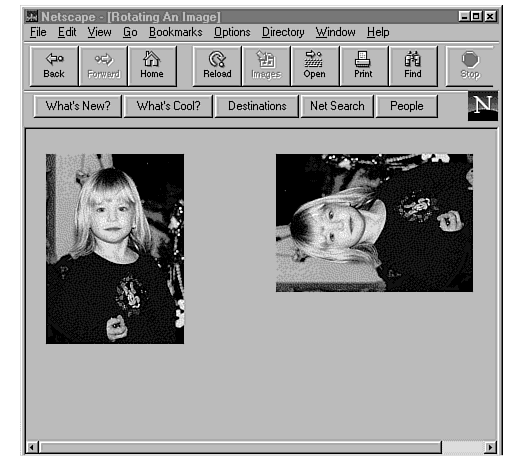 Netscape - [Rotating An Image]
File Edit View Go Bookmarks Options Directory Window Help
Back Forward Home Reload Images Open Print Find Stop
What's New? What's Cool? Destinations Net Search People N